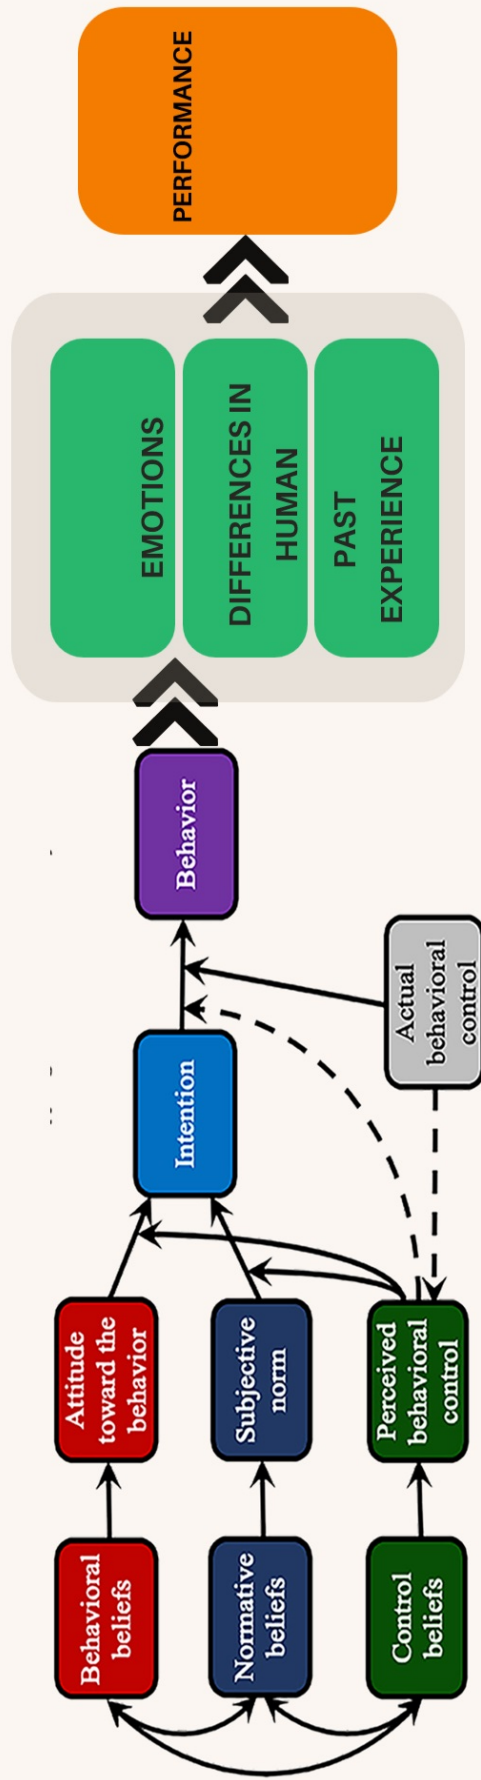 Behavioral
beliefs
Attitude
toward the
behavior
Normative
beliefs
Subjective
norm
Control
beliefs
Perceived
behavioral
control
Intention
Actual
behavioral
control
Behavior
EMOTIONS
DIFFERENCES IN
HUMAN
PAST
EXPERIENCE
PERFORMANCE